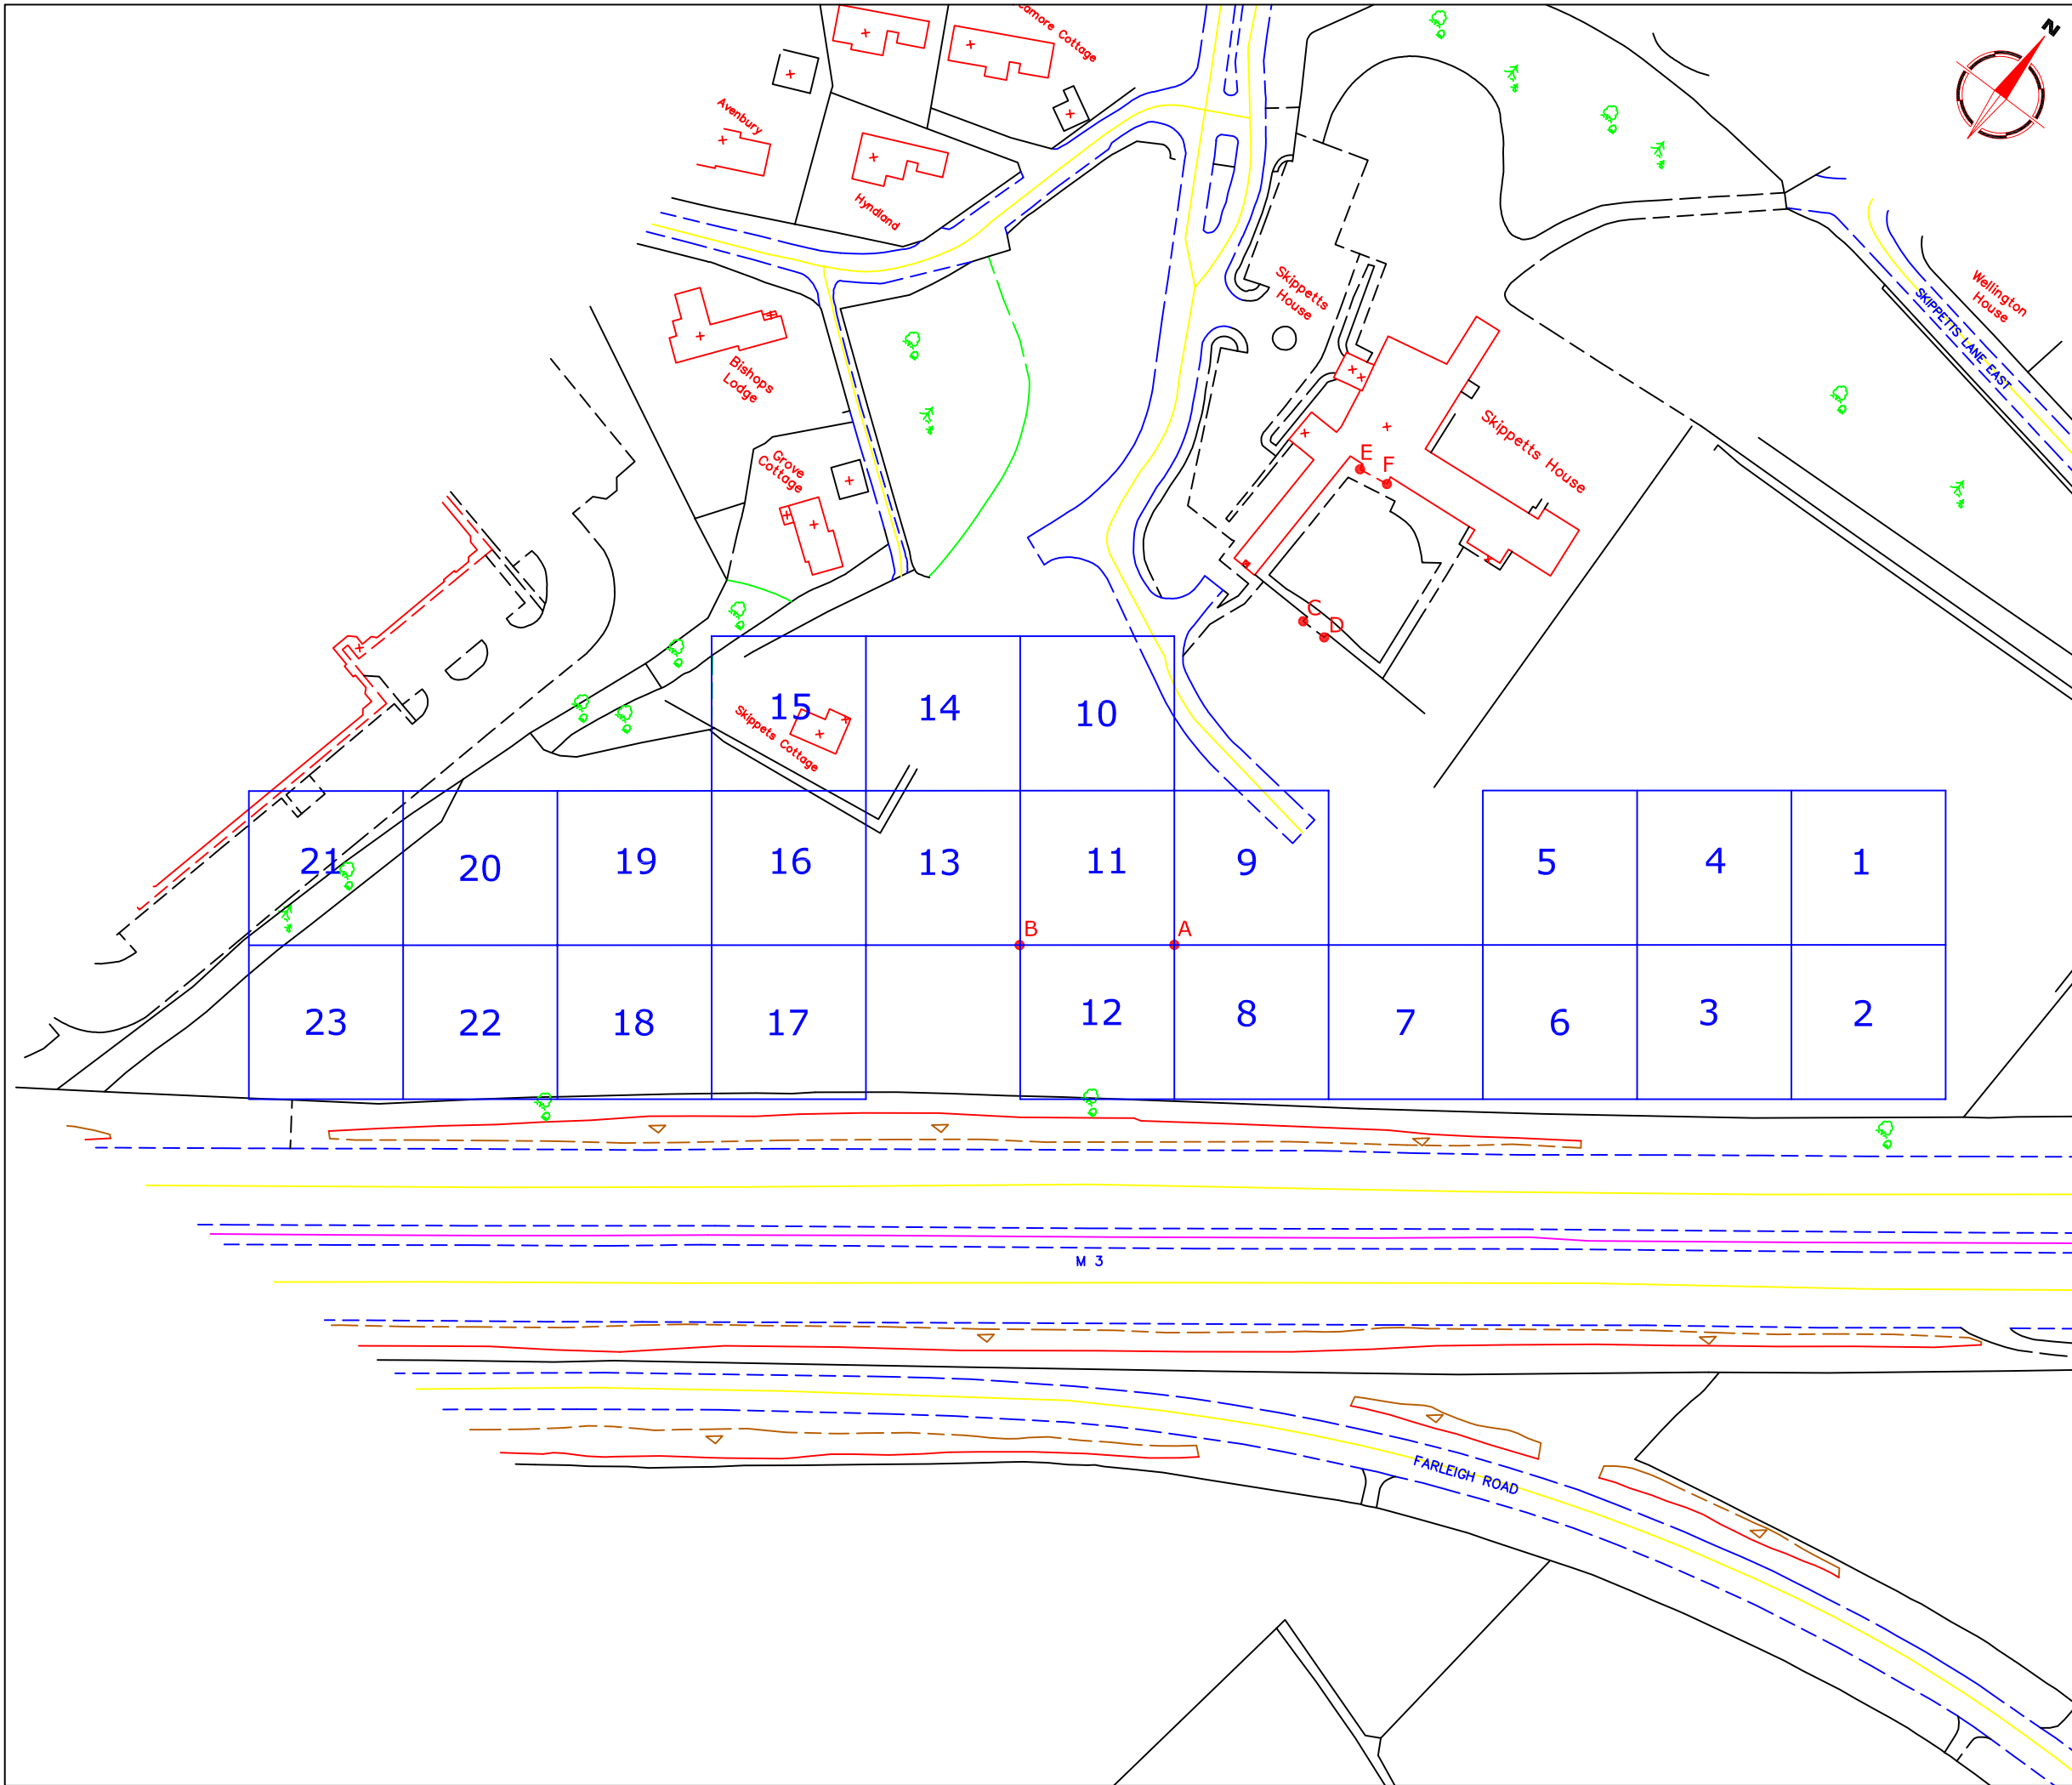 N
amore Cottage
Avenbury
Hyndland
Skippetts
House
Wellington
House
SKIPPETTS LANE EAST
Bishops
Lodge
Skippetts House
Grove
Cottage
E
F
C
D
15
14
10
Skippets Cottage
21
20
19
16
13
11
9
5
4
1
B
A
23
22
18
17
12
8
7
6
3
2
M 3
FARLEIGH ROAD